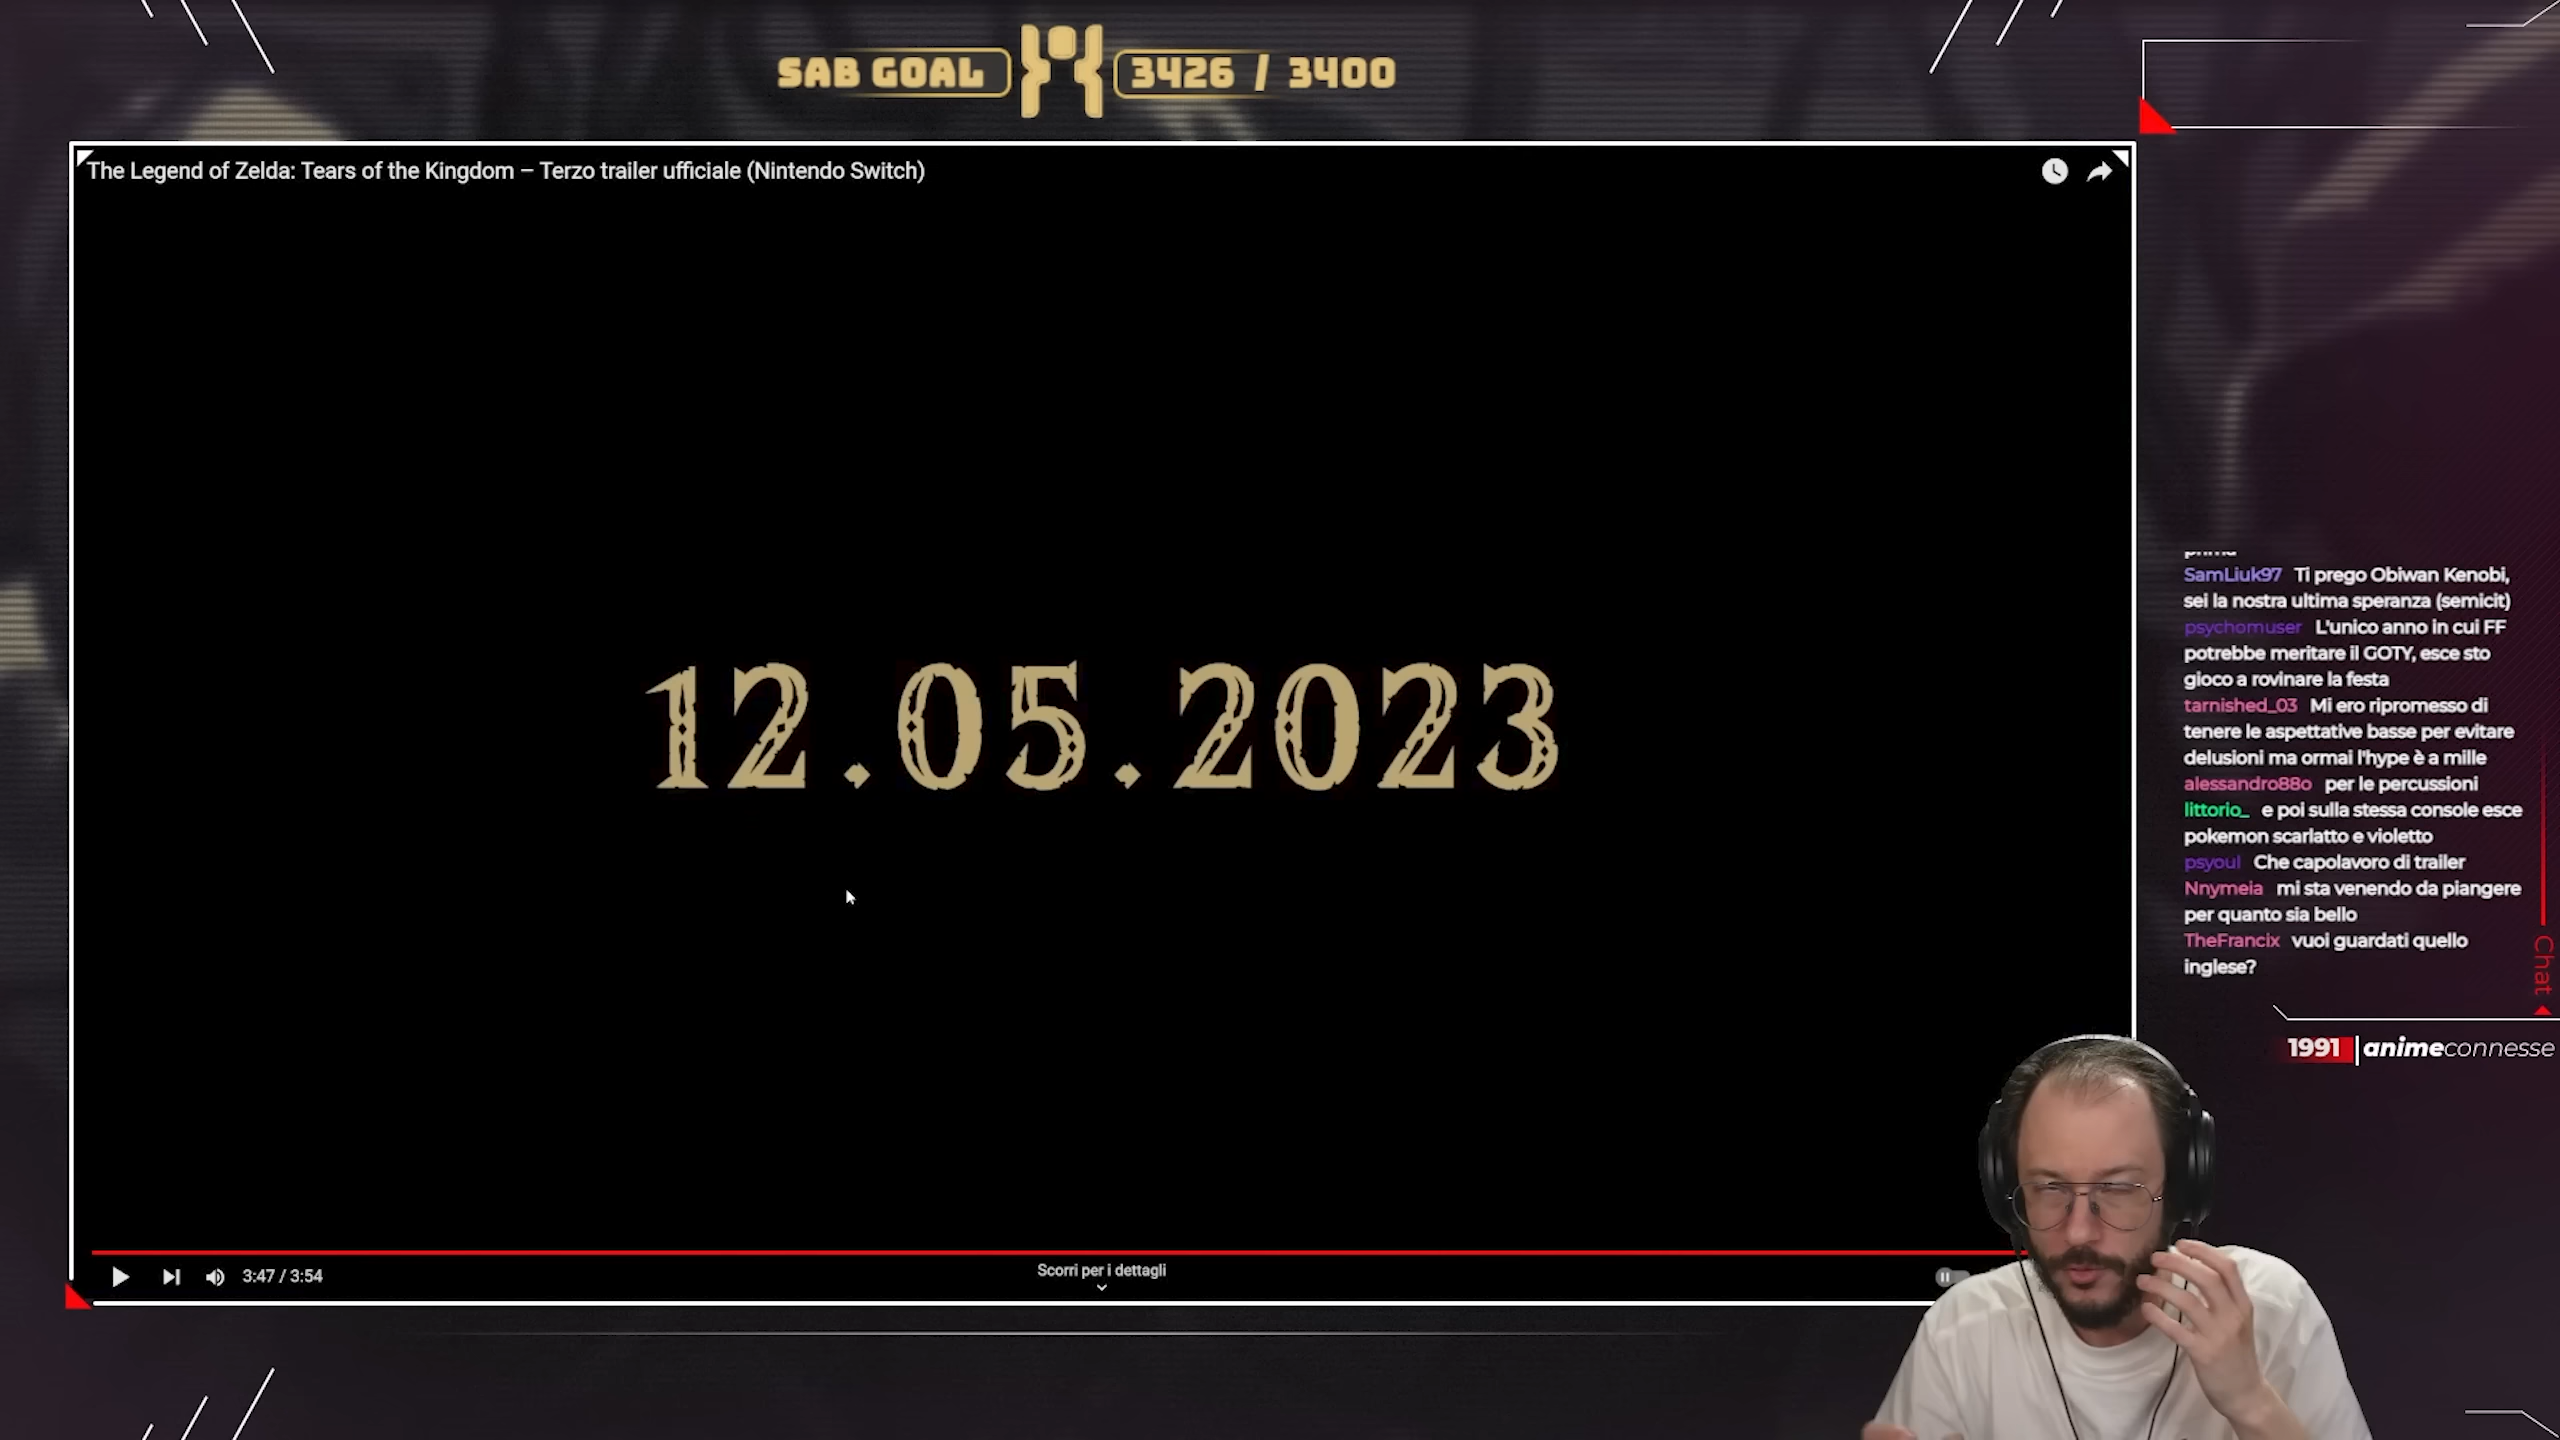 SAB GOAL 3426 / 3400
The Legend of Zelda: Tears of the Kingdom – Terzo trailer ufficiale (Nintendo Switch)
12.05.2023
3:47 / 3:54
Scorri per i dettagli
prima
SamLiuk97 Ti prego Obiwan Kenobi,
sei la nostra ultima speranza (semicit)
psychomuser L'unico anno in cui FF
potrebbe meritare il GOTY, esce sto
gioco a rovinare la festa
tarnished_03 Mi ero ripromesso di
tenere le aspettative basse per evitare
delusioni ma ormai l'hype è a mille
alessandro88o per le percussioni
littorio_ e poi sulla stessa console esce
pokemon scarlatto e violetto
psyoul Che capolavoro di trailer
Nnymeia mi sta venendo da piangere
per quanto sia bello
TheFrancix vuoi guardati quello
inglese?
Chat
1991 animeconnesse